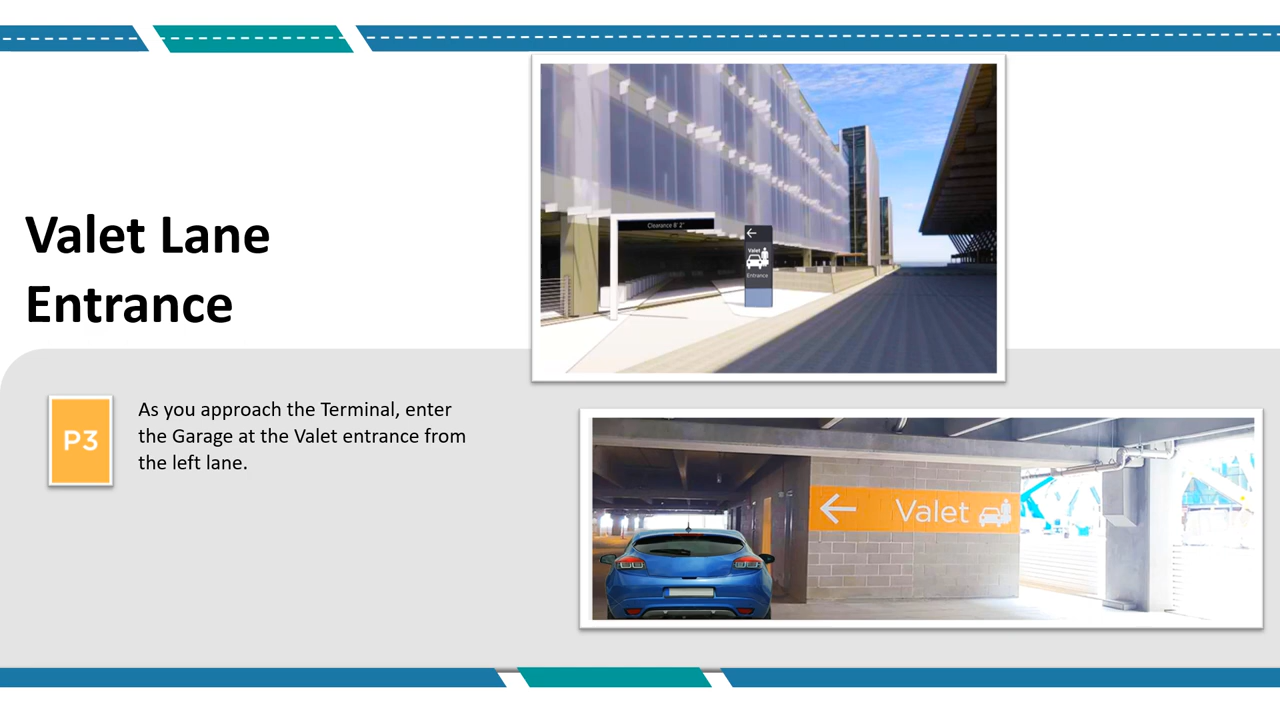 Valet Lane
Entrance
P3
As you approach the Terminal, enter
the Garage at the Valet entrance from
the left lane.
Clearance 8' 2"
Valet
Entrance
Valet